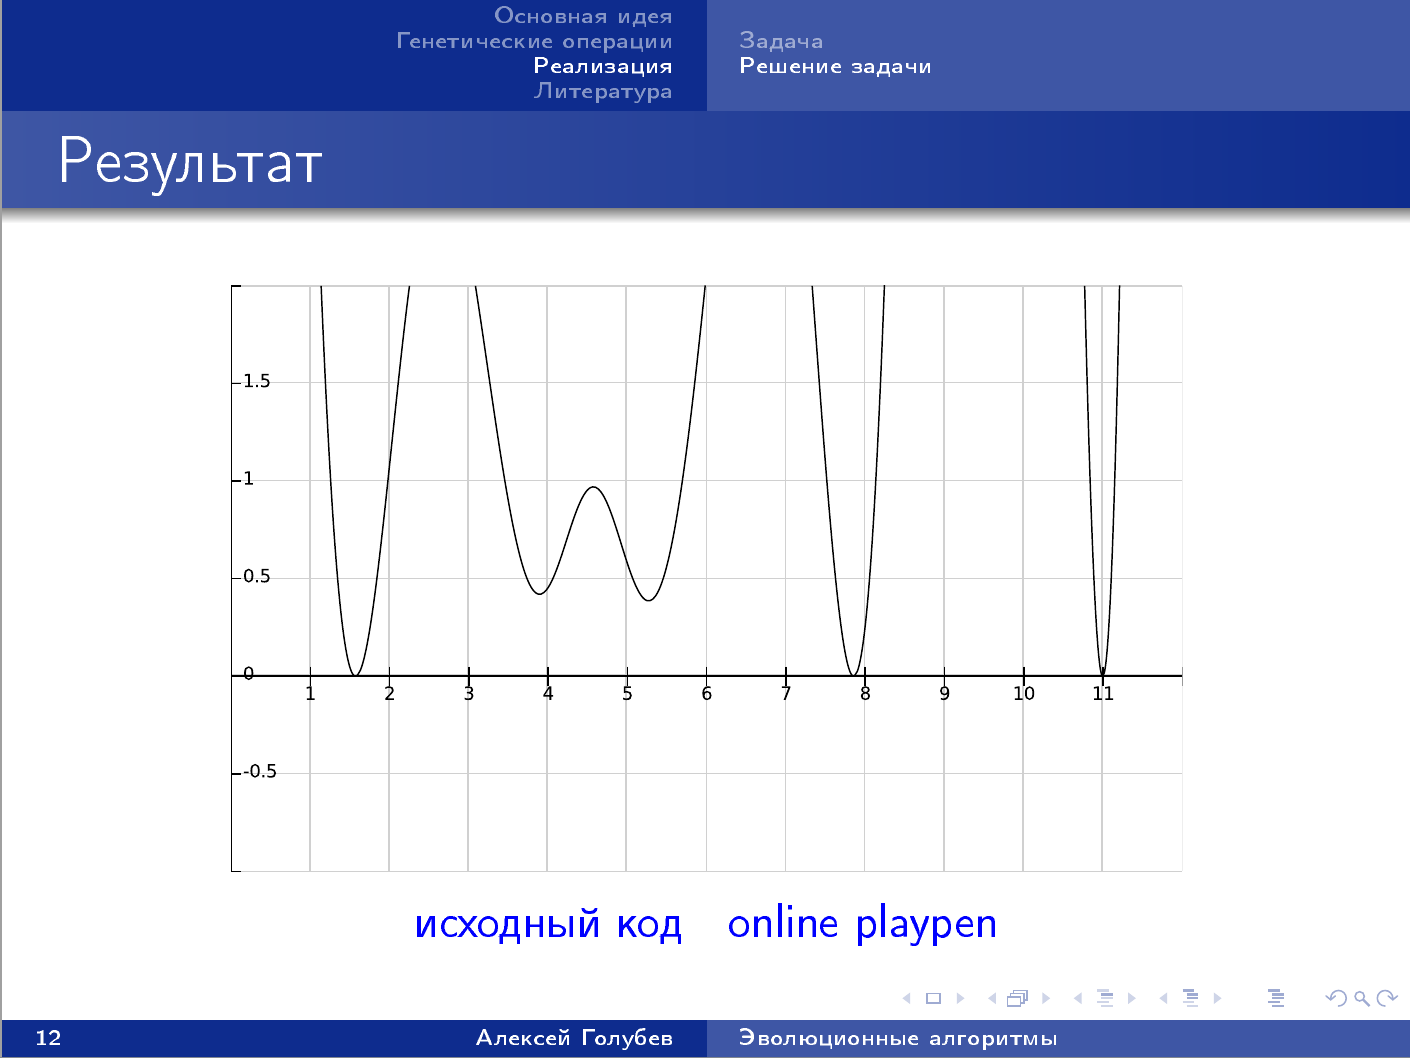 Основная идея
Генетические операции
Реализация
Литература
Задача
Решение задачи
Результат
1.5
1
0.5
0
1 2 3 4 5 6 7 8 9 10 11
-0.5
исходный код online playpen
12 Алексей Голубев Эволюционные алгоритмы